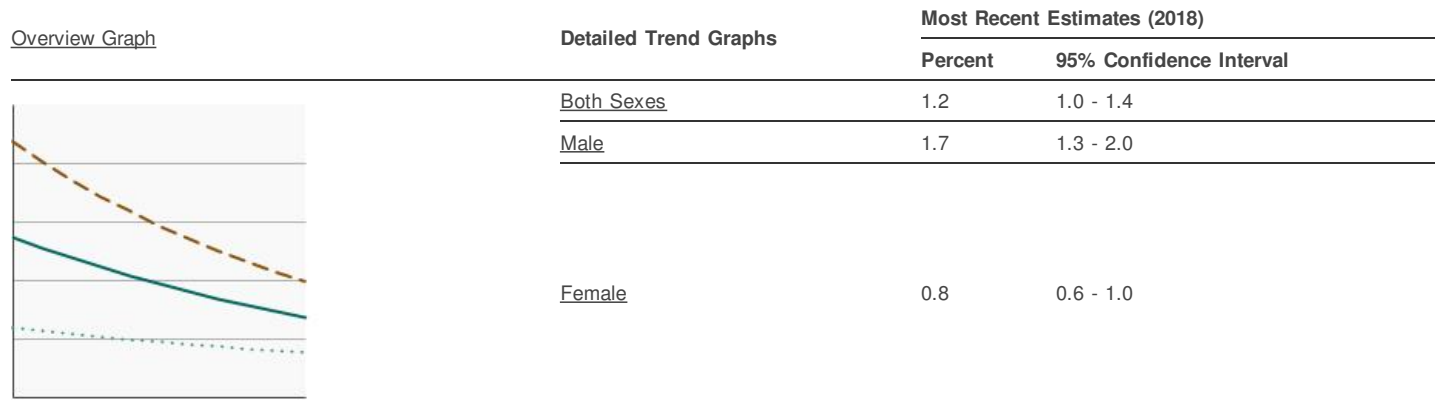 Overview Graph
Detailed Trend Graphs
Most Recent Estimates (2018)
Percent 95% Confidence Interval
Both Sexes 1.2 1.0 - 1.4
Male 1.7 1.3 - 2.0
Female 0.8 0.6 - 1.0